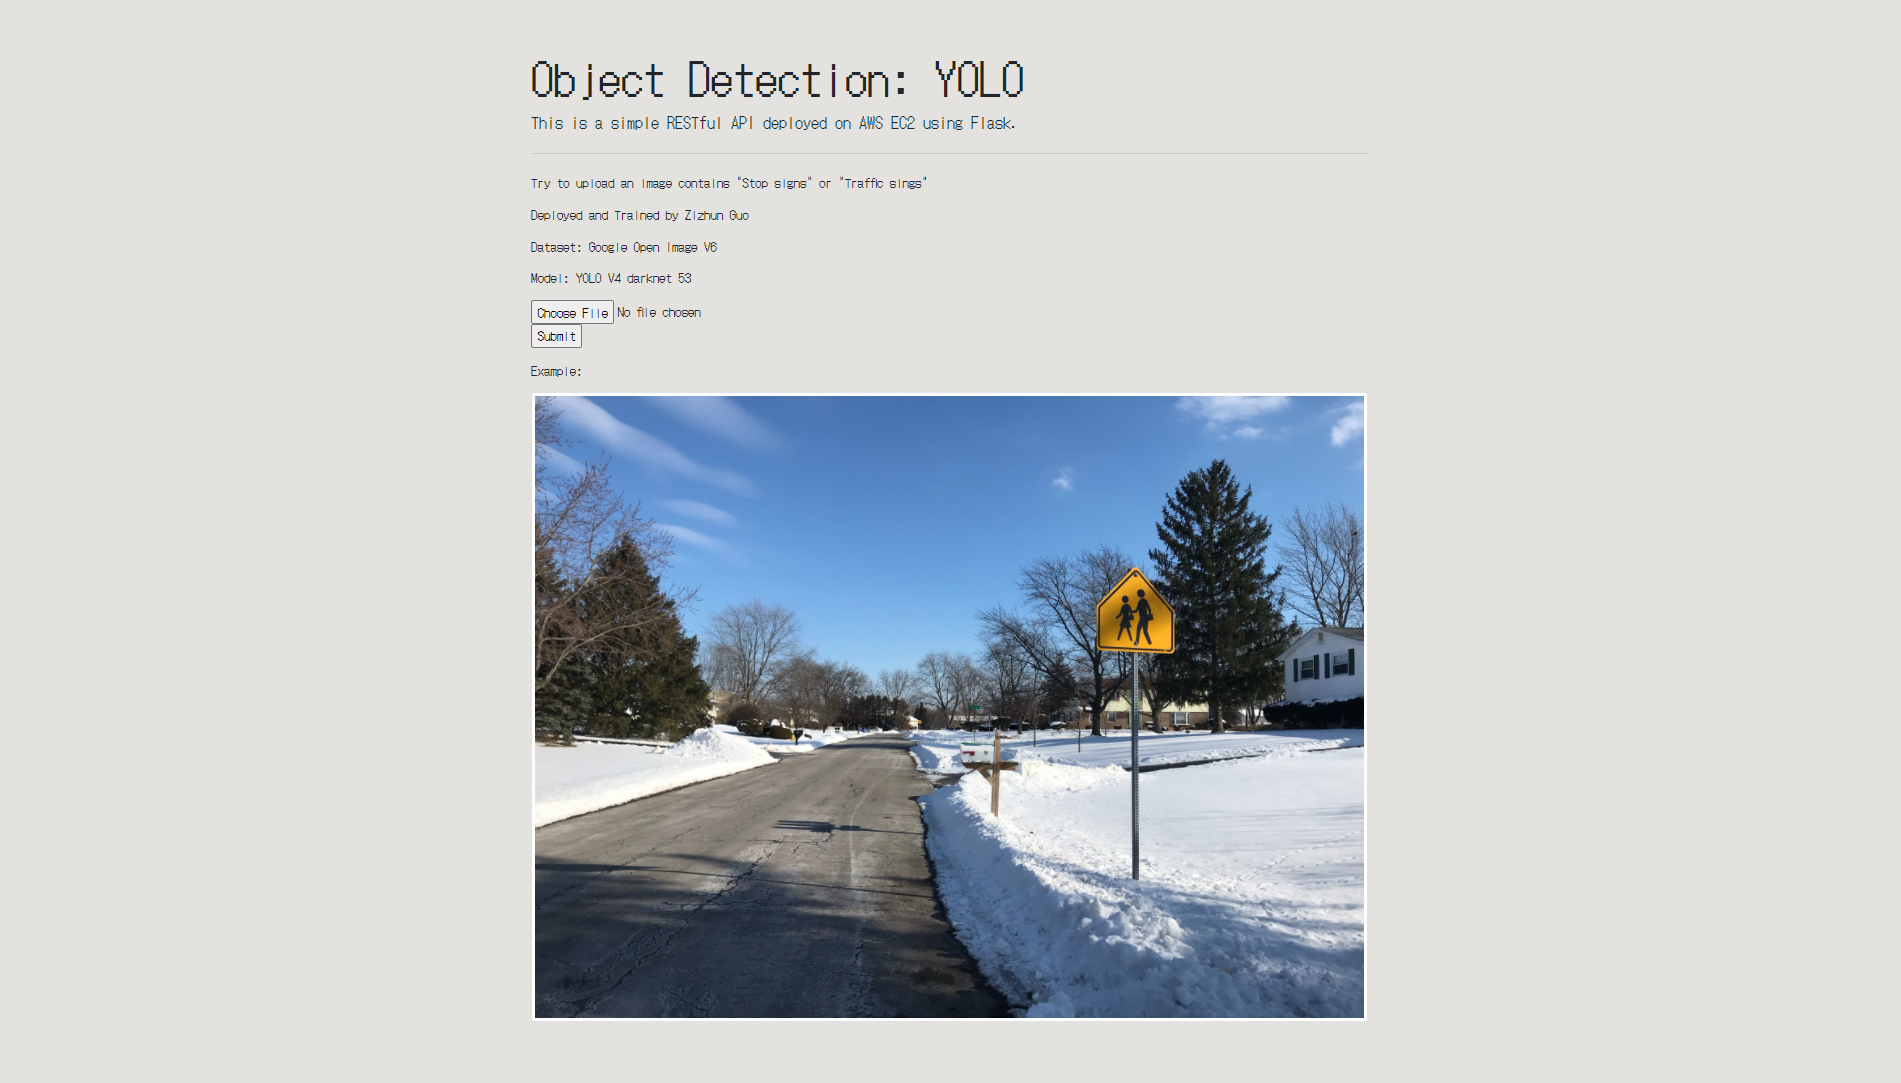 Object Detection: YOLO
This is a simple RESTful API deployed on AWS EC2 using Flask.
Try to upload an image contains "Stop signs" or "Traffic sings"
Deployed and Trained by Zizhun Guo
Dataset: Google Open Image V6
Model: YOLO V4 darknet 53
Choose File No file chosen
Submit
Example: